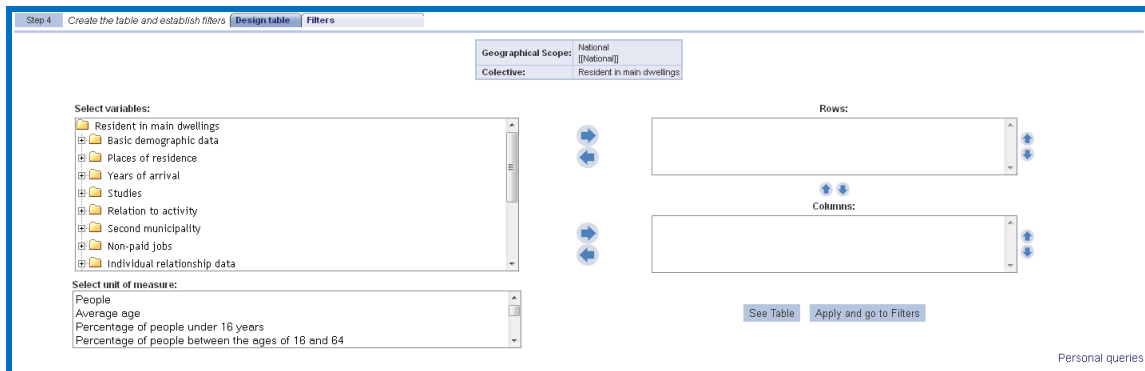 Step 4 Create the table and establish filters Design table Filters
Geographical Scope: National
[[National]]
Colective: Resident in main dwellings
Select variables:
Resident in main dwellings
Basic demographic data
Places of residence
Years of arrival
Studies
Relation to activity
Second municipality
Non-paid jobs
Individual relationship data
Rows:
Columns:
Select unit of measure:
People
Average age
Percentage of people under 16 years
Percentage of people between the ages of 16 and 64
See Table Apply and go to Filters
Personal queries